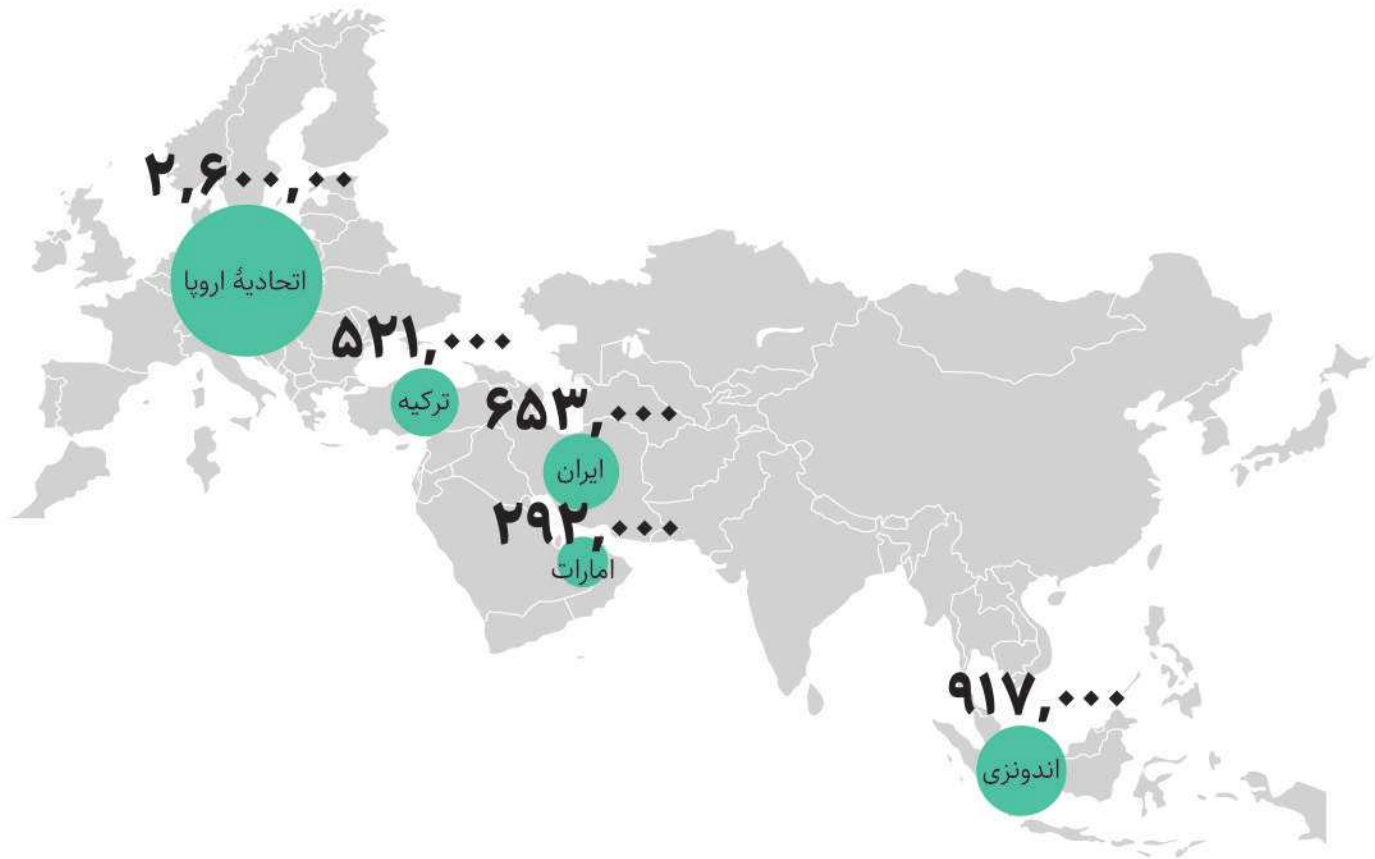 ۲,۶۰۰,۰۰
اتحادیهٔ اروپا
۵۲۱,۰۰۰
ترکیه
۶۵۳,۰۰۰
ایران
۲۹۲,۰۰۰
امارات
۹۱۷,۰۰۰
اندونزی